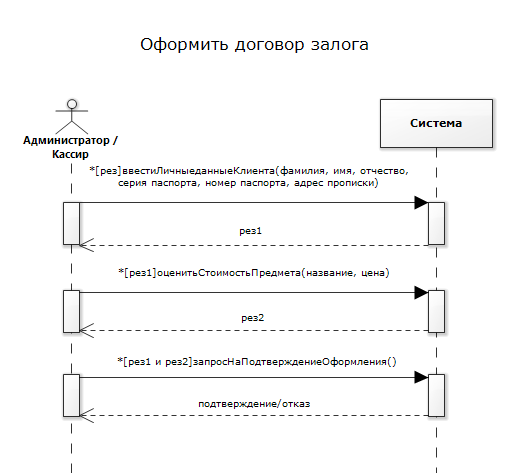 Оформить договор залога
Администратор /
Кассир
Система
*[рез]ввестиЛичныеданныеКлиента(фамилия, имя, отчество,
серия паспорта, номер паспорта, адрес прописки)
рез1
*[рез1]оценитьСтоимостьПредмета(название, цена)
рез2
*[рез1 и рез2]запросНаПодтверждениеОформления()
подтверждение/отказ